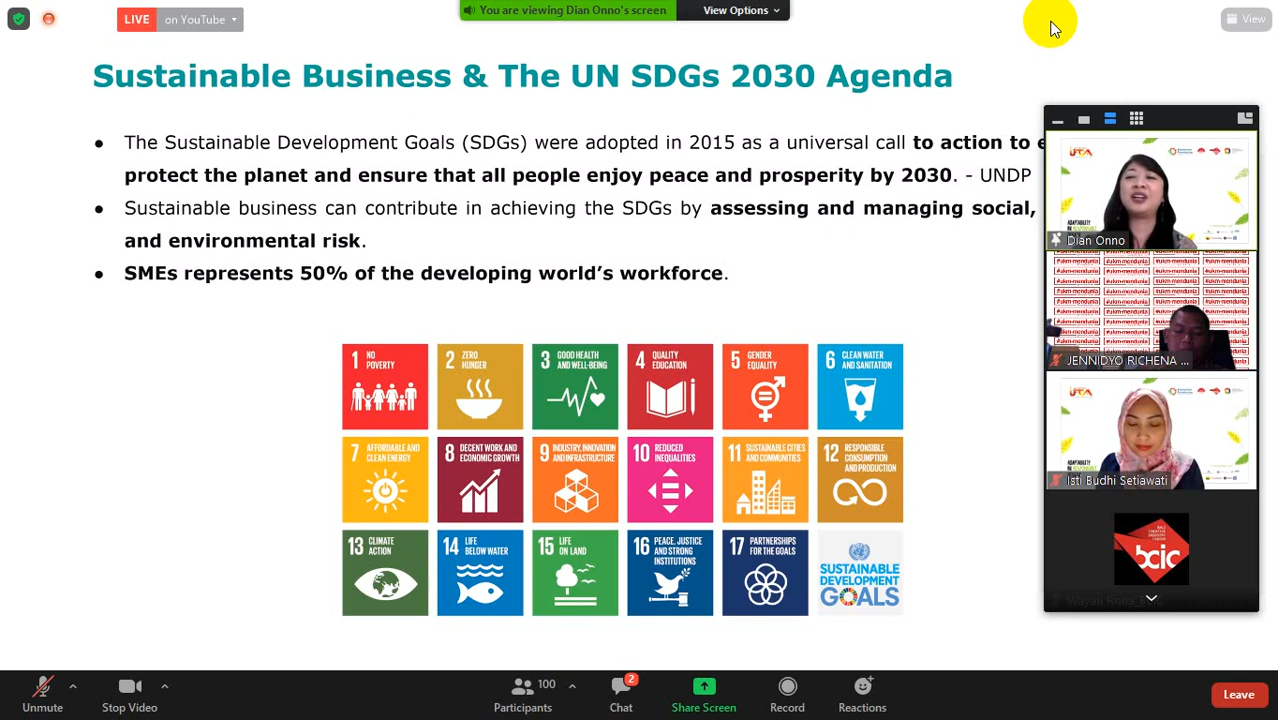 LIVE on YouTube
You are viewing Dian Onno's screen
View Options
View
Sustainable Business & The UN SDGs 2030 Agenda
The Sustainable Development Goals (SDGs) were adopted in 2015 as a universal call to action to
protect the planet and ensure that all people enjoy peace and prosperity by 2030. - UNDP
Sustainable business can contribute in achieving the SDGs by assessing and managing social,
and environmental risk.
SMEs represents 50% of the developing world's workforce.
1 NO
POVERTY
2 ZERO
HUNGER
3 GOOD HEALTH
AND WELL-BEING
4 QUALITY
EDUCATION
5 GENDER
EQUALITY
6 CLEAN WATER
AND SANITATION
7 AFFORDABLE AND
CLEAN ENERGY
8 DECENT WORK AND
ECONOMIC GROWTH
9 INDUSTRY, INNOVATION
AND INFRASTRUCTURE
10 REDUCED
INEQUALITIES
11 SUSTAINABLE CITIES
AND COMMUNITIES
12 RESPONSIBLE
CONSUMPTION
AND PRODUCTION
13 CLIMATE
ACTION
14 LIFE
BELOW WATER
15 LIFE
ON LAND
16 PEACE, JUSTICE
AND STRONG
INSTITUTIONS
17 PARTNERSHIPS
FOR THE GOALS
SUSTAINABLE
DEVELOPMENT
GOALS
Dian Onno
#ukm-mendunia
JENNIDYO RICHENA ...
Isti Budhi Setiawati
bcic
Unmute
Stop Video
100
Participants
2
Chat
Share Screen
Record
Reactions
Leave